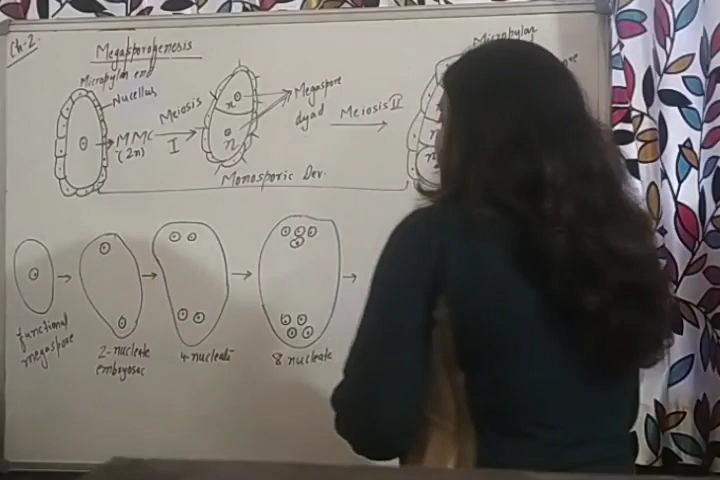 Ch-2.
Megasporogenesis
Micropylar end
Nucellus
MMC
(2n)
Meiosis
I
n
n
Megaspore
dyad
Meiosis II
Micropylar
n
n
Monosporic Dev.
functional
megaspore
2-nucleate
embryosac
4-nucleate
8 nucleate